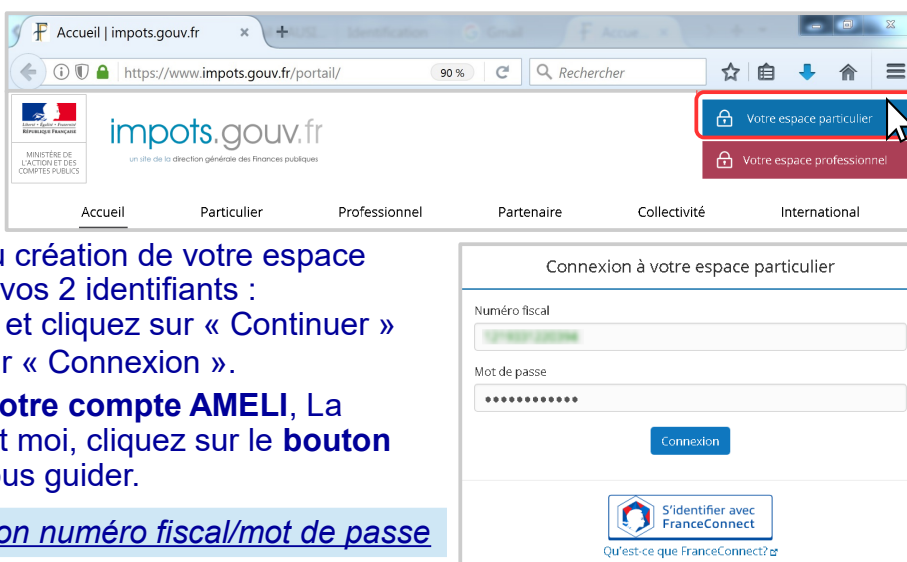 Accueil | impots.gouv.fr
https://www.impots.gouv.fr/portail/
90 %
Rechercher
Liberté • Égalité • Fraternité
RÉPUBLIQUE FRANÇAISE
MINISTÈRE DE
L'ACTION ET DES
COMPTES PUBLICS
impots.gouv.fr
un site de la direction générale des Finances publiques
Votre espace particulier
Votre espace professionnel
Accueil Particulier Professionnel Partenaire Collectivité International
création de votre espace
vos 2 identifiants :
et cliquez sur « Continuer »
r « Connexion ».
otre compte AMELI, La
t moi, cliquez sur le bouton
us guider.
on numéro fiscal/mot de passe
Connexion à votre espace particulier
Numéro fiscal
Mot de passe
Connexion
S'identifier avec
FranceConnect
Qu'est-ce que FranceConnect?